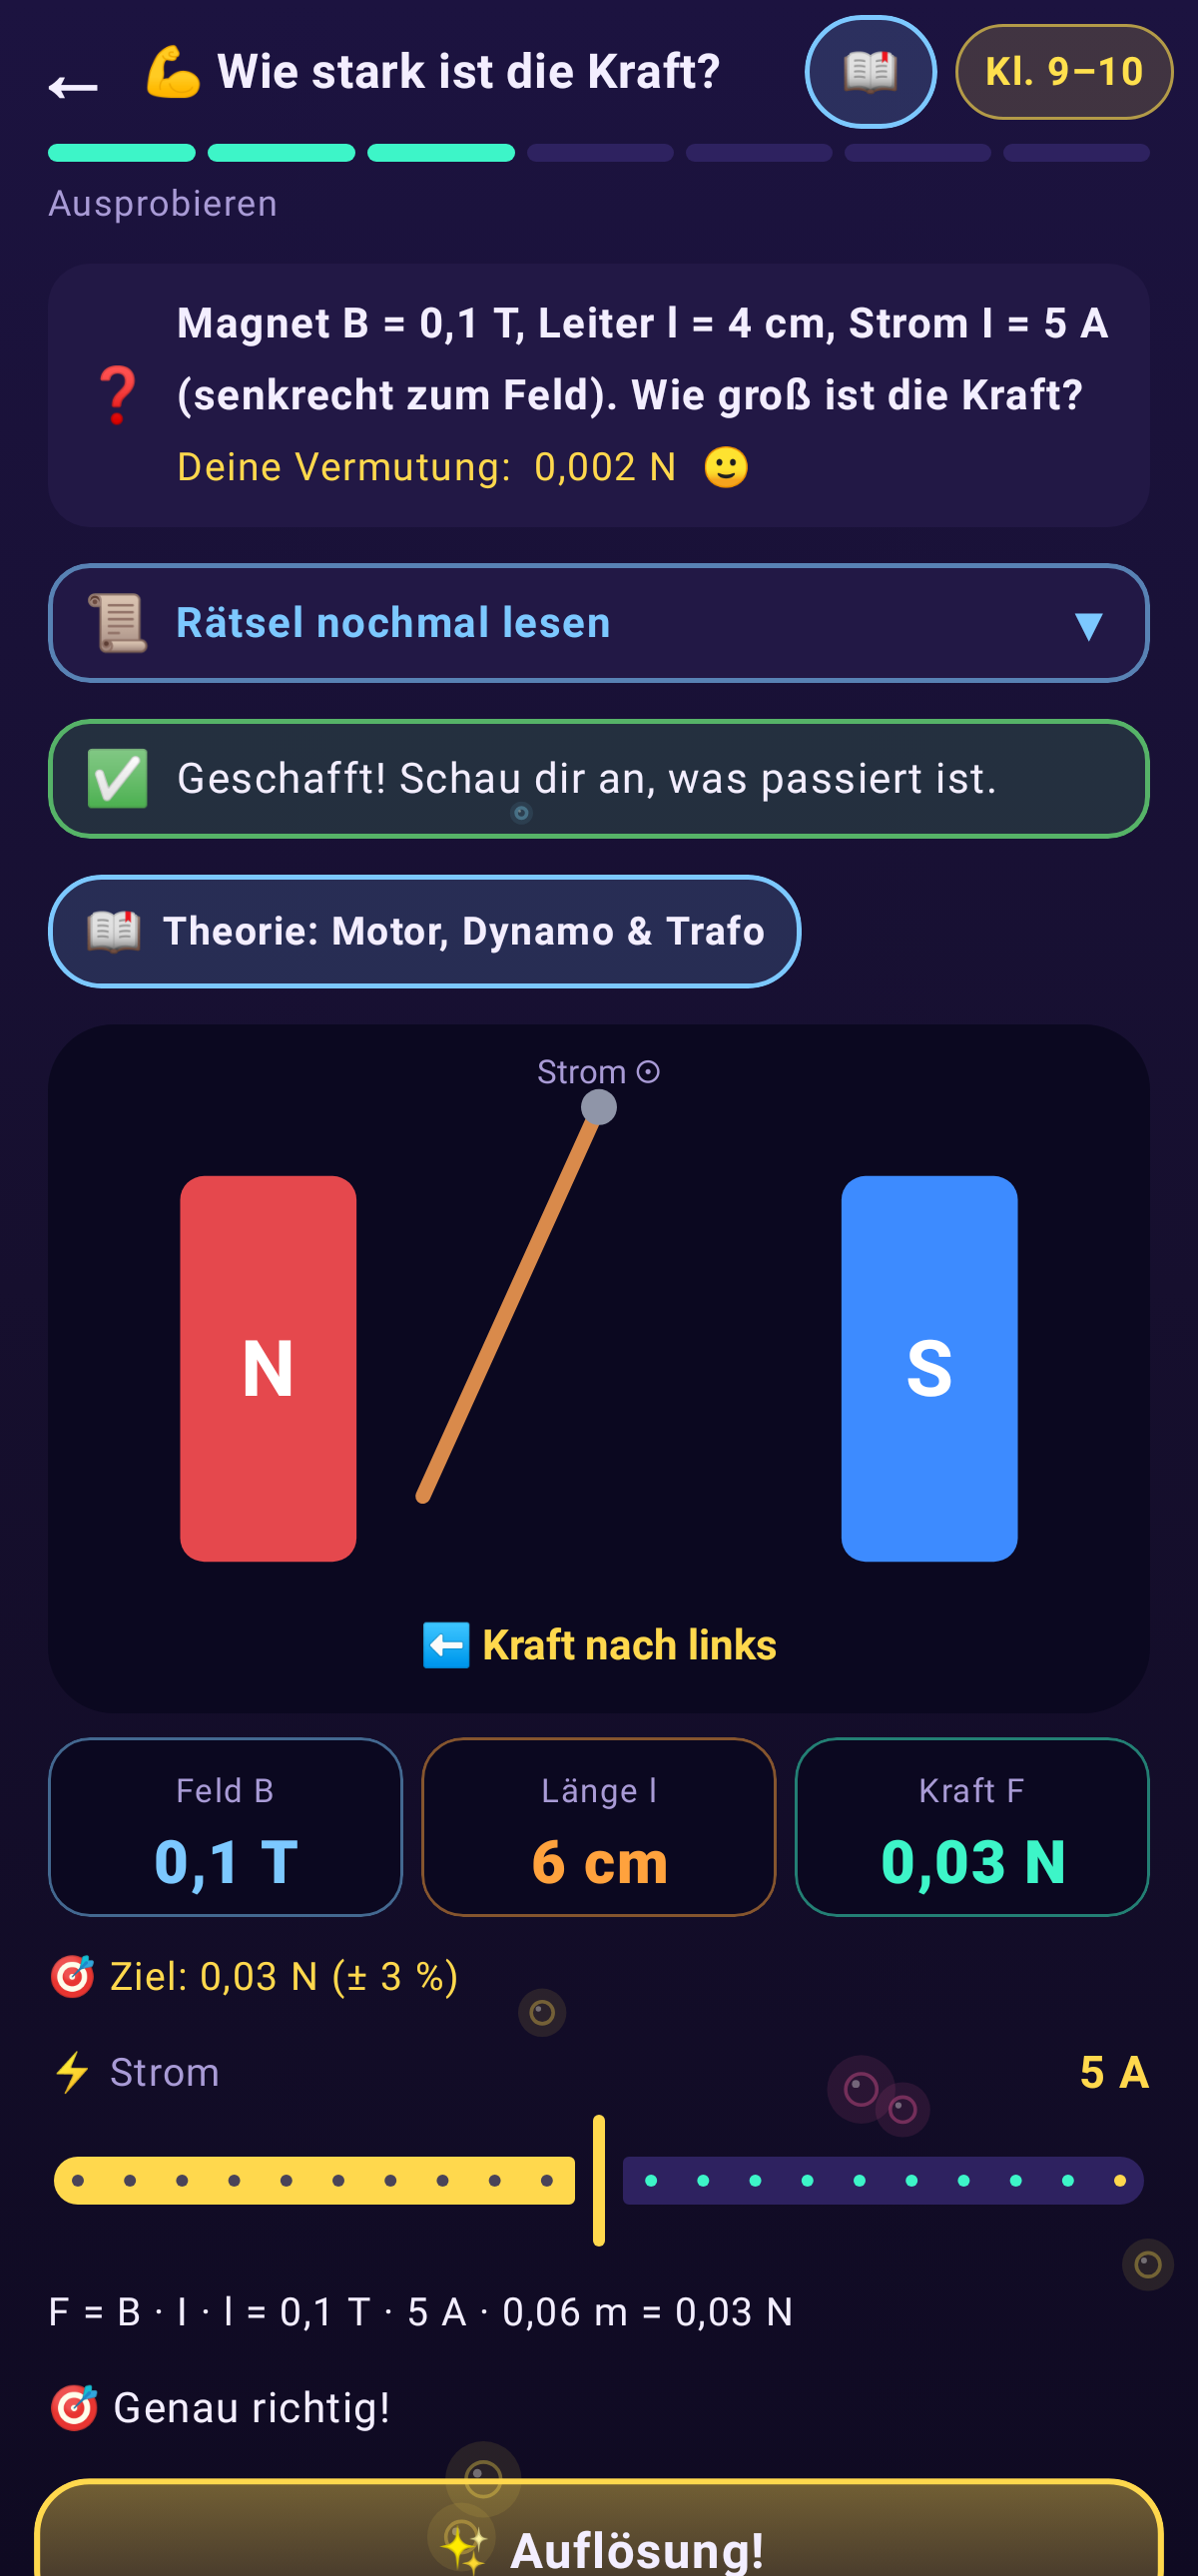 ← 💪 Wie stark ist die Kraft? 📖 Kl. 9–10
Ausprobieren
❓ Magnet B = 0,1 T, Leiter l = 4 cm, Strom I = 5 A
(senkrecht zum Feld). Wie groß ist die Kraft?
Deine Vermutung: 0,002 N 🙂
📜 Rätsel nochmal lesen ▼
✅ Geschafft! Schau dir an, was passiert ist.
📖 Theorie: Motor, Dynamo & Trafo
Strom ⊙
N
S
⬅️ Kraft nach links
Feld B
0,1 T
Länge l
6 cm
Kraft F
0,03 N
🎯 Ziel: 0,03 N (± 3 %)
⚡ Strom 5 A
F = B · I · l = 0,1 T · 5 A · 0,06 m = 0,03 N
🎯 Genau richtig!
✨ Auflösung!